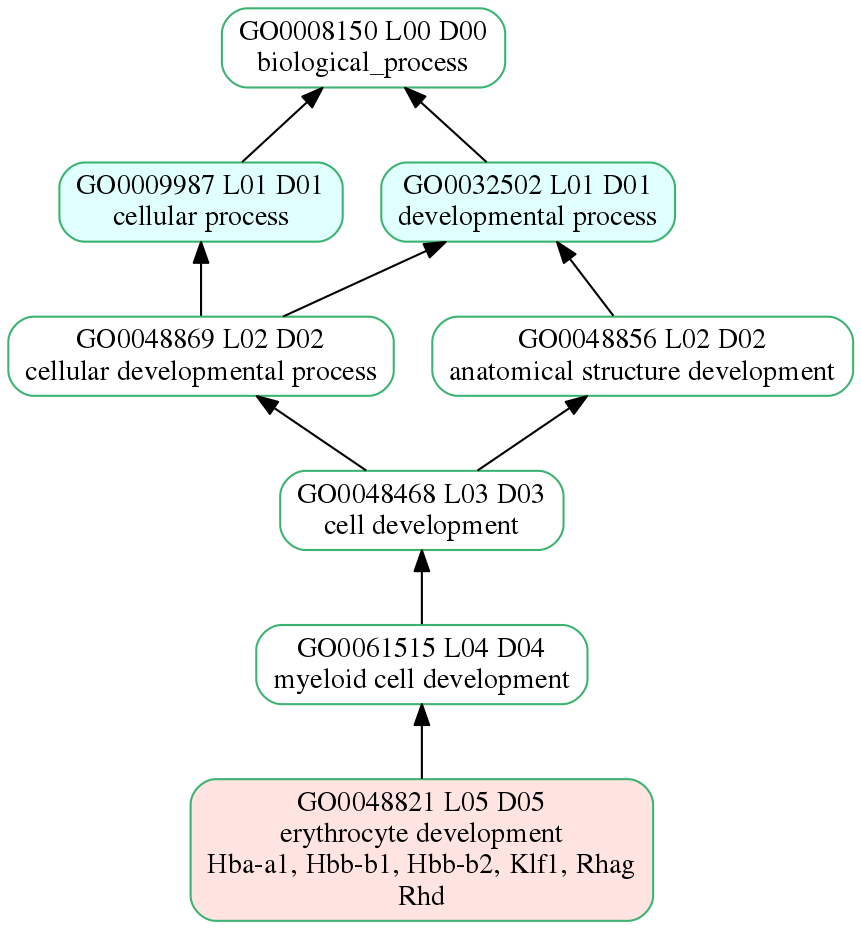 GO0008150 L00 D00
biological_process
GO0009987 L01 D01
cellular process
GO0032502 L01 D01
developmental process
GO0048869 L02 D02
cellular developmental process
GO0048856 L02 D02
anatomical structure development
GO0048468 L03 D03
cell development
GO0061515 L04 D04
myeloid cell development
GO0048821 L05 D05
erythrocyte development
Hba-a1, Hbb-b1, Hbb-b2, Klf1, Rhag
Rhd